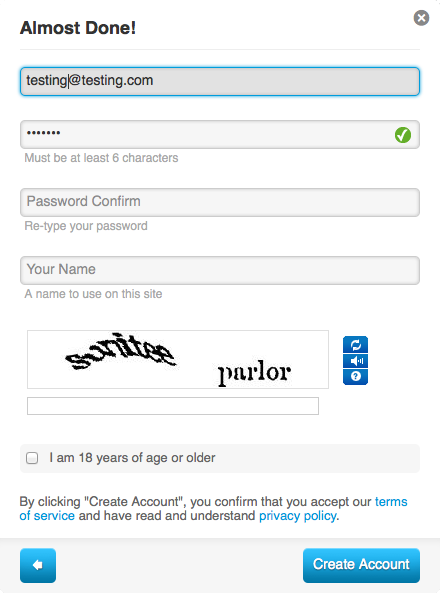 Almost Done!
testing@testing.com
•••••••
Must be at least 6 characters
Password Confirm
Re-type your password
Your Name
A name to use on this site
parlor
I am 18 years of age or older
By clicking "Create Account", you confirm that you accept our terms
of service and have read and understand privacy policy.
Create Account